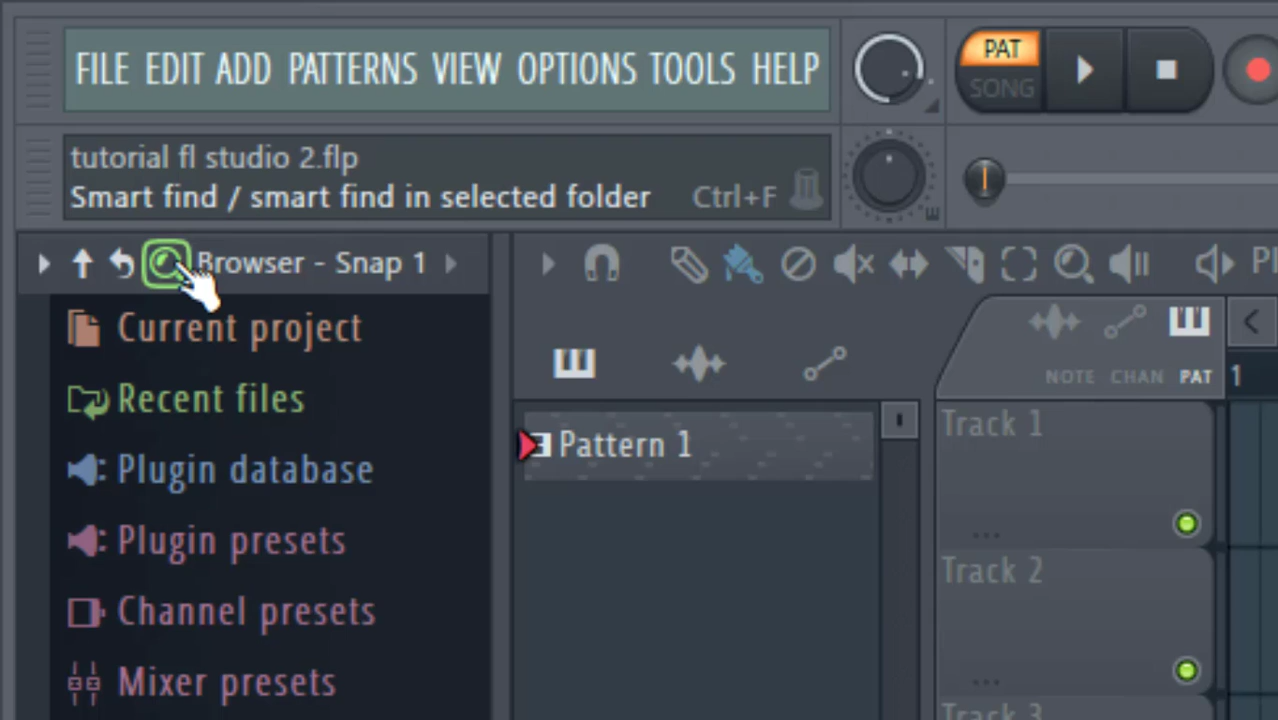 FILE EDIT ADD PATTERNS VIEW OPTIONS TOOLS HELP
PAT
SONG
tutorial fl studio 2.flp
Smart find / smart find in selected folder Ctrl+F
Browser - Snap 1
Current project
Recent files
Plugin database
Plugin presets
Channel presets
Mixer presets
Pattern 1
NOTE CHAN PAT 1
Track 1
Track 2
Track 3